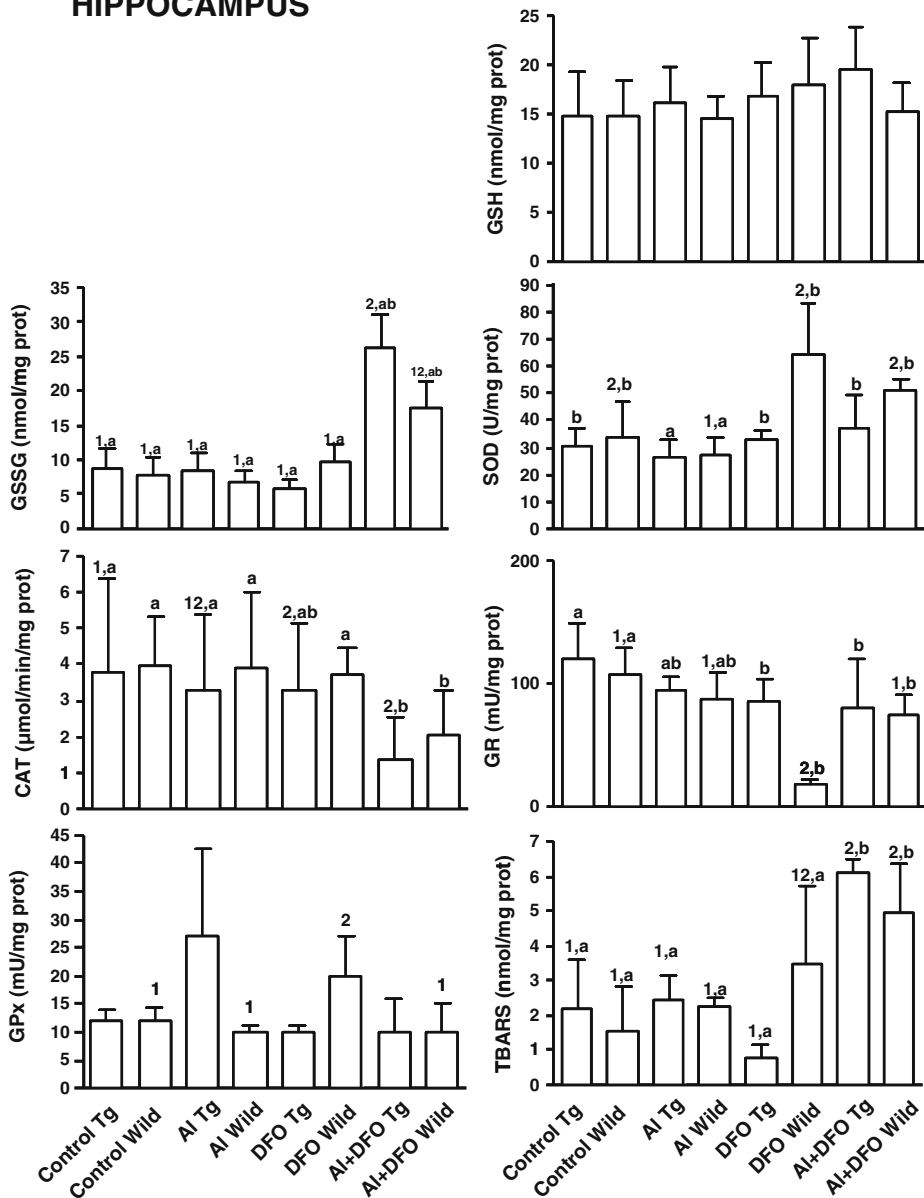 HIPPOCAMPUS
GSH (nmol/mg prot)
25
20
15
10
5
0
GSSG (nmol/mg prot)
35
30
25
20
15
10
5
0
1,a
1,a
1,a
1,a
1,a
1,a
2,ab
12,ab
SOD (U/mg prot)
90
80
70
60
50
40
30
20
10
0
b
2,b
a
1,a
b
2,b
b
2,b
CAT (µmol/min/mg prot)
7
6
5
4
3
2
1
0
1,a
a
12,a
a
2,ab
a
2,b
b
GR (mU/mg prot)
200
100
0
a
1,a
ab
1,ab
b
2,b
b
1,b
GPx (mU/mg prot)
45
40
35
30
25
20
15
10
5
0
1
1
2
1
Control Tg
Control Wild
Al Tg
Al Wild
DFO Tg
DFO Wild
Al+DFO Tg
Al+DFO Wild
TBARS (nmol/mg prot)
7
6
5
4
3
2
1
0
1,a
1,a
1,a
1,a
1,a
12,a
2,b
2,b
Control Tg
Control Wild
Al Tg
Al Wild
DFO Tg
DFO Wild
Al+DFO Tg
Al+DFO Wild